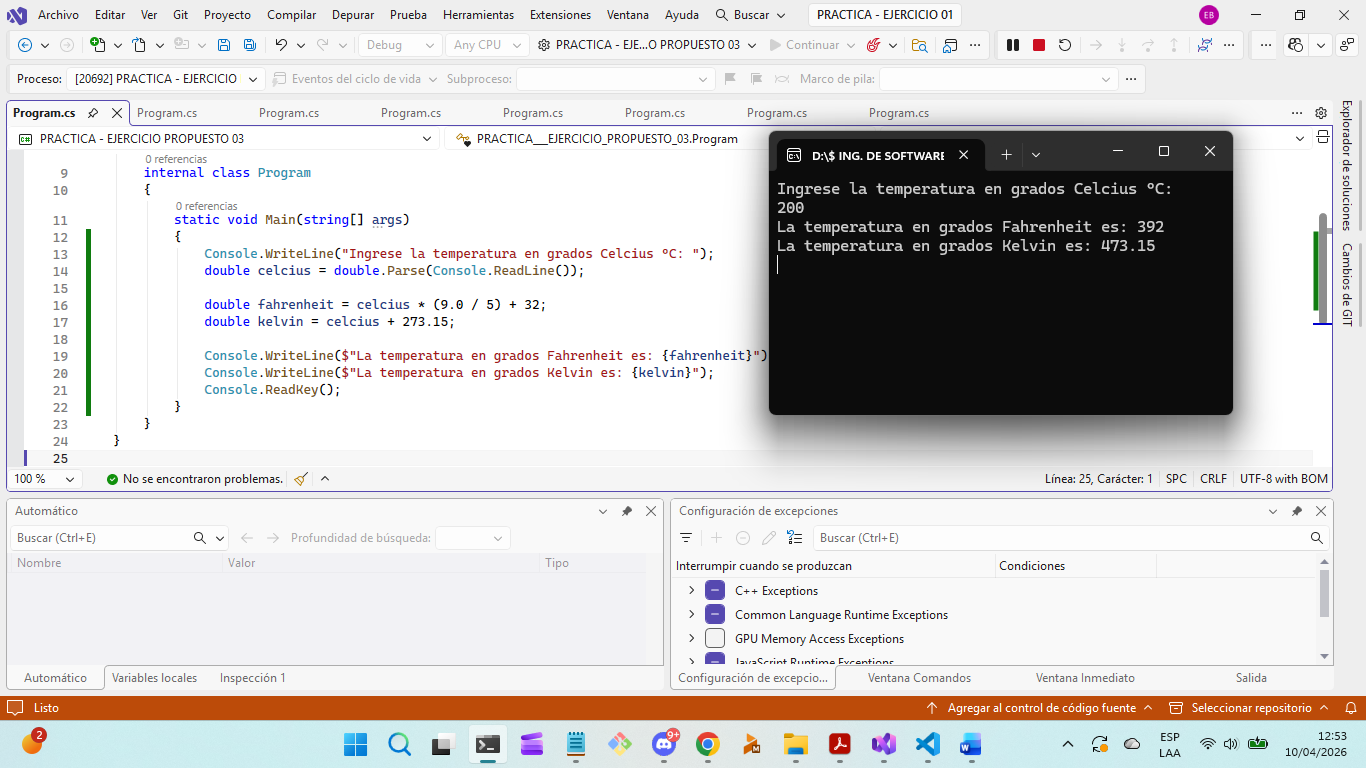 Archivo Editar Ver Git Proyecto Compilar Depurar Prueba Herramientas Extensiones Ventana Ayuda Buscar PRACTICA - EJERCICIO 01 EB
Debug Any CPU PRACTICA - EJE...O PROPUESTO 03 Continuar
Proceso: [20692] PRACTICA - EJERCICIO Eventos del ciclo de vida Subproceso: Marco de pila:
Program.cs Program.cs Program.cs Program.cs Program.cs Program.cs Program.cs Program.cs
PRACTICA - EJERCICIO PROPUESTO 03 PRACTICA___EJERCICIO_PROPUESTO_03.Program
0 referencias
9 internal class Program
10 {
0 referencias
11 static void Main(string[] args)
12 {
13 Console.WriteLine("Ingrese la temperatura en grados Celcius ºC: ");
14 double celcius = double.Parse(Console.ReadLine());
15
16 double fahrenheit = celcius * (9.0 / 5) + 32;
17 double kelvin = celcius + 273.15;
18
19 Console.WriteLine($"La temperatura en grados Fahrenheit es: {fahrenheit}")
20 Console.WriteLine($"La temperatura en grados Kelvin es: {kelvin}");
21 Console.ReadKey();
22 }
23 }
24 }
25
D:\$ ING. DE SOFTWARE
Ingrese la temperatura en grados Celcius ºC:
200
La temperatura en grados Fahrenheit es: 392
La temperatura en grados Kelvin es: 473.15
Explorador de soluciones
Cambios de GIT
100 % No se encontraron problemas. Línea: 25, Carácter: 1 SPC CRLF UTF-8 with BOM
Automático
Buscar (Ctrl+E) Profundidad de búsqueda:
Nombre Valor Tipo
Automático Variables locales Inspección 1
Configuración de excepciones
Buscar (Ctrl+E)
Interrumpir cuando se produzcan Condiciones
C++ Exceptions
Common Language Runtime Exceptions
GPU Memory Access Exceptions
JavaScript Runtime Exceptions
Configuración de excepcio... Ventana Comandos Ventana Inmediato Salida
Listo Agregar al control de código fuente Seleccionar repositorio
2 9+ ESP LAA 12:53 10/04/2026